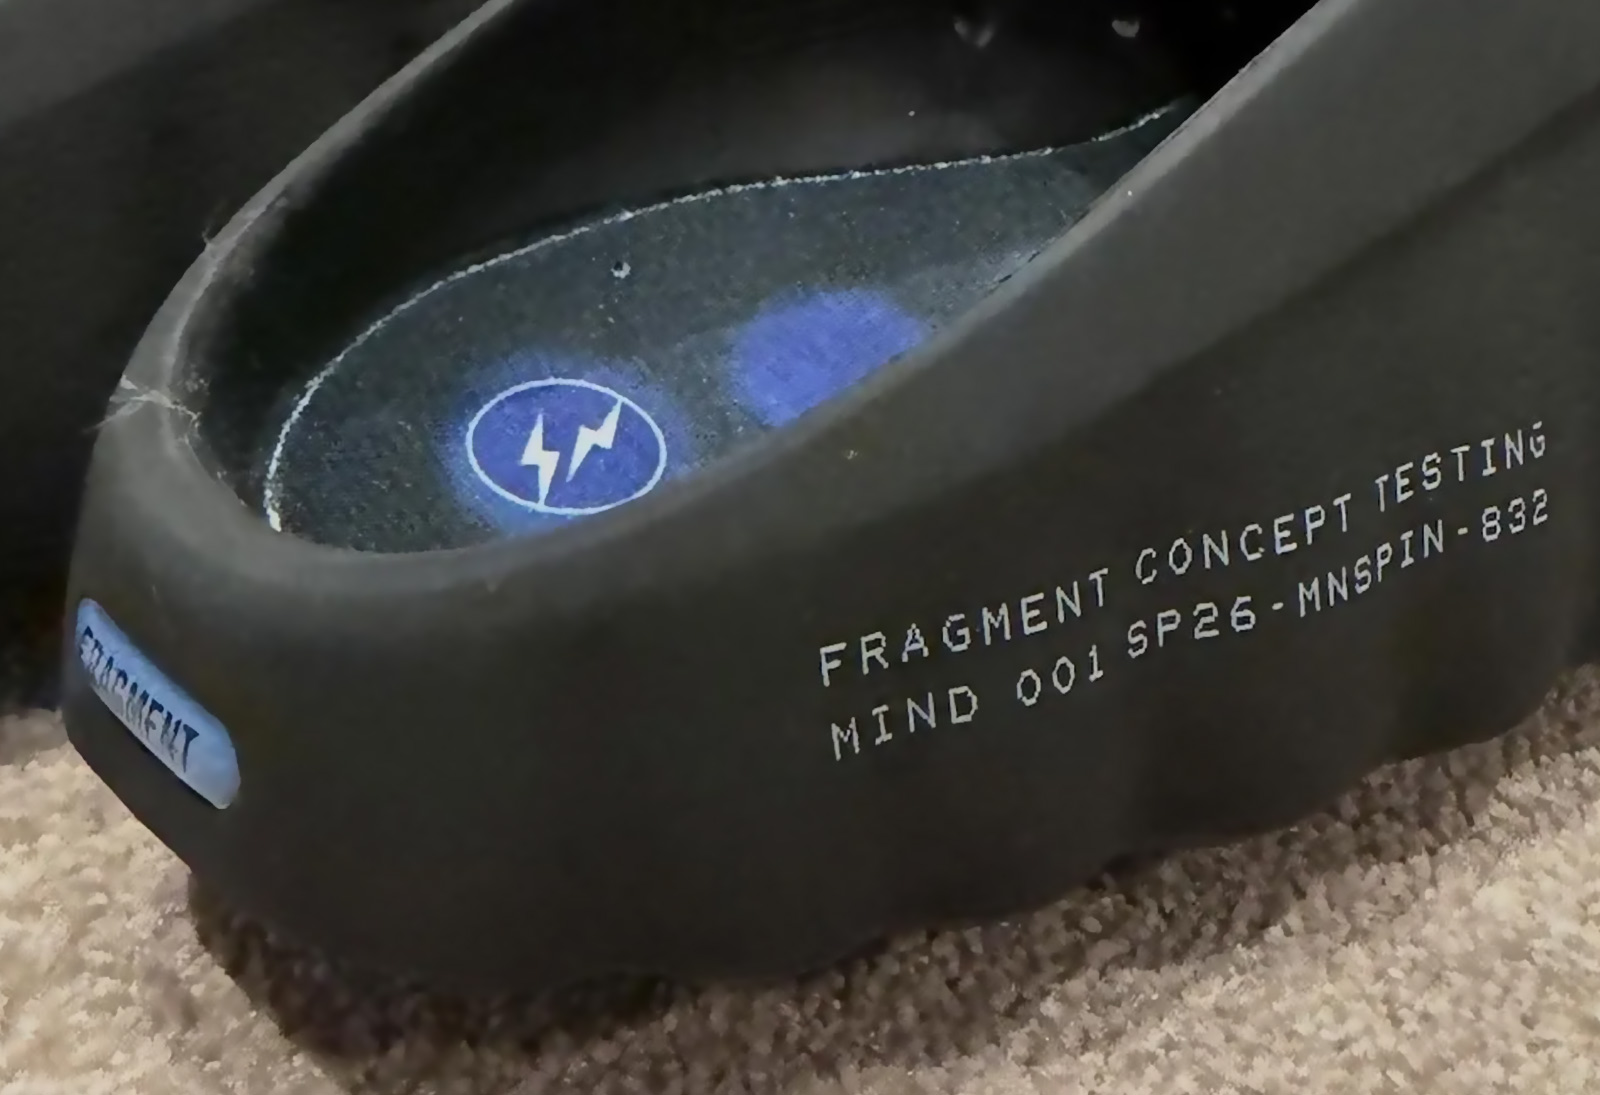 FRAGMENT CONCEPT TESTING
MIND 001 SP26-MNSPIN-832
FRAGMENT